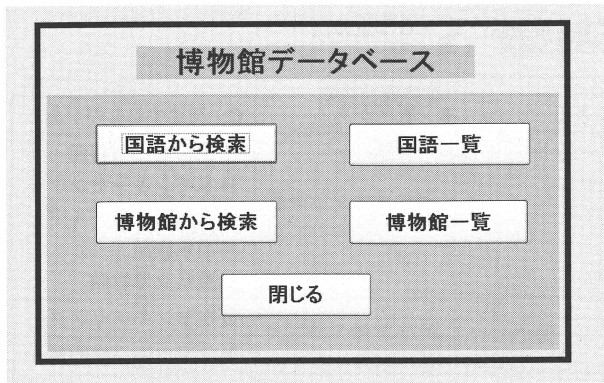 博物館データベース
国語から検索
国語一覧
博物館から検索
博物館一覧
閉じる